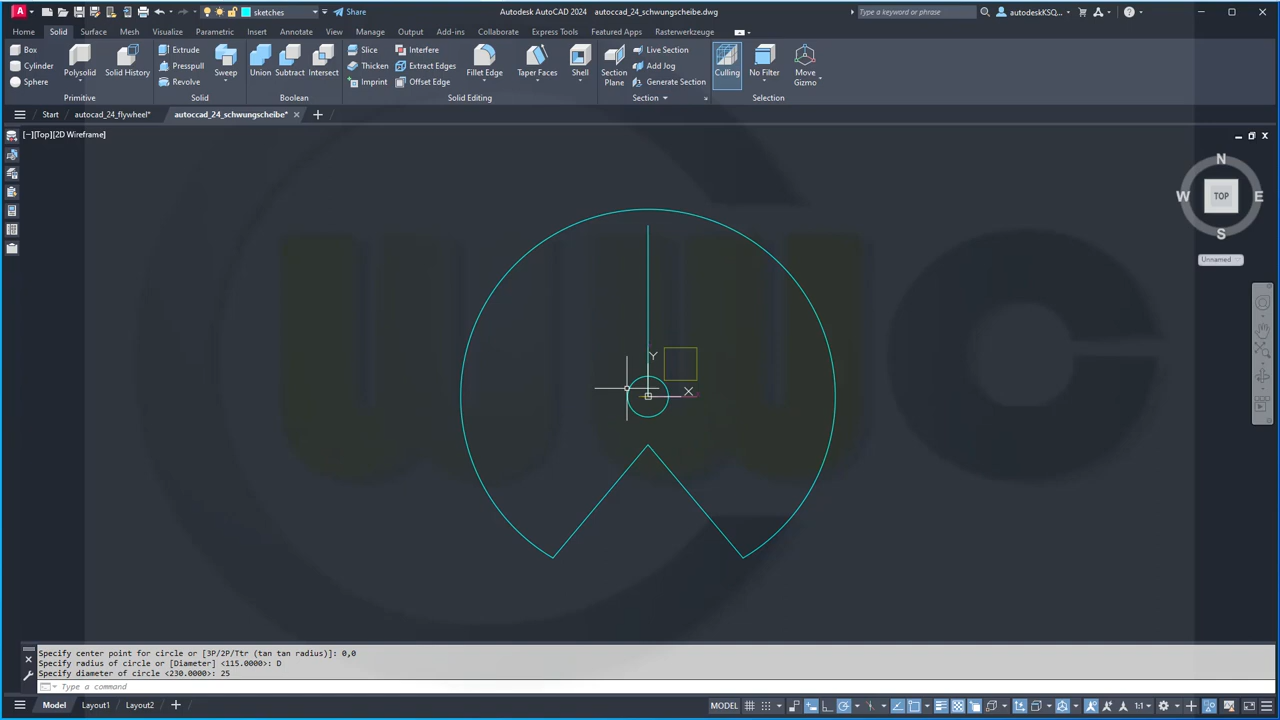 A sketches Share Autodesk AutoCAD 2024 autoccad_24_schwungscheibe.dwg Type a keyword or phrase autodeskKSQ...
Home Solid Surface Mesh Visualize Parametric Insert Annotate View Manage Output Add-ins Collaborate Express Tools Featured Apps Rasterwerkzeuge
Box Extrude Slice Interfere Live Section
Cylinder Polysolid Solid History Presspull Sweep Union Subtract Intersect Thicken Extract Edges Fillet Edge Taper Faces Shell Section Plane Add Jog Culling No Filter Move Gizmo
Sphere Revolve Imprint Offset Edge Generate Section
Primitive Solid Boolean Solid Editing Section Selection
Start autocad_24_flywheel* autoccad_24_schwungscheibe*
[−][Top][2D Wireframe]
N
W TOP E
S
Unnamed
Y
X
Specify center point for circle or [3P/2P/Ttr (tan tan radius)]: 0,0
Specify radius of circle or [Diameter] <115.0000>: D
Specify diameter of circle <230.0000>: 25
Type a command
Model Layout1 Layout2 MODEL 1:1